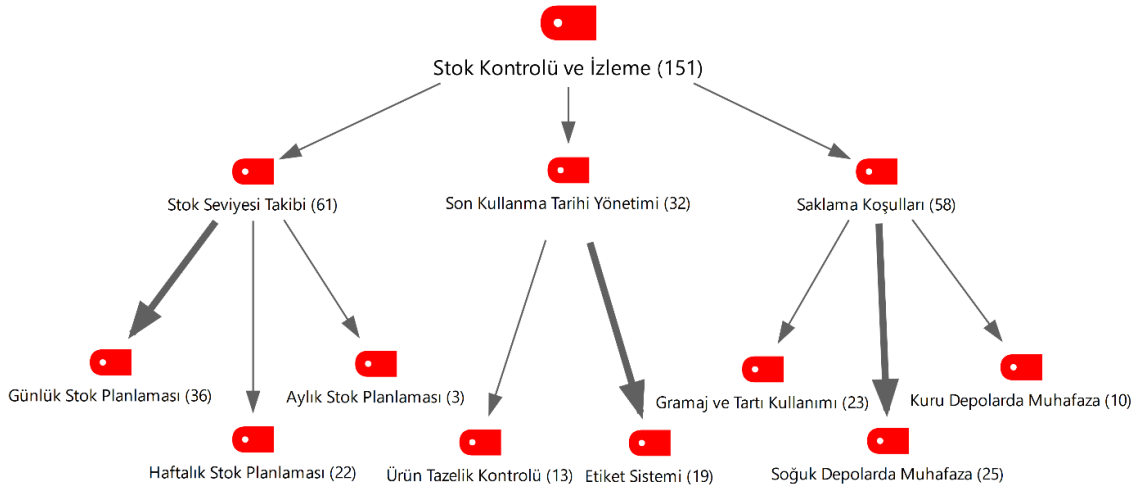 Stok Kontrolü ve İzleme (151)
Stok Seviyesi Takibi (61)
Son Kullanma Tarihi Yönetimi (32)
Saklama Koşulları (58)
Günlük Stok Planlaması (36)
Aylık Stok Planlaması (3)
Gramaj ve Tartı Kullanımı (23)
Kuru Depolarda Muhafaza (10)
Haftalık Stok Planlaması (22)
Ürün Tazelik Kontrolü (13)
Etiket Sistemi (19)
Soğuk Depolarda Muhafaza (25)